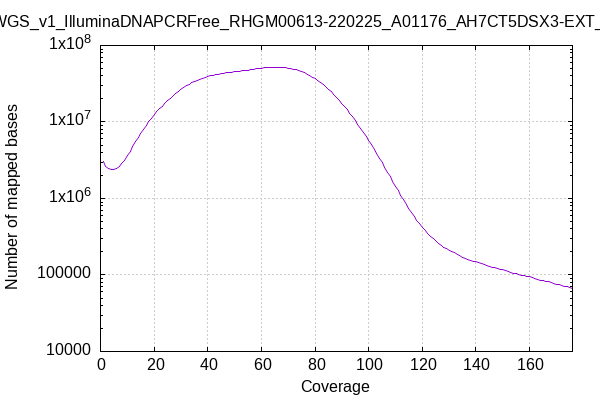 WGS_v1_IlluminaDNAPCRFree_RHGM00613-220225_A01176_AH7CT5DSX3-EXT_
1x10^8
1x10^7
1x10^6
100000
10000
Number of mapped bases
0 20 40 60 80 100 120 140 160
Coverage